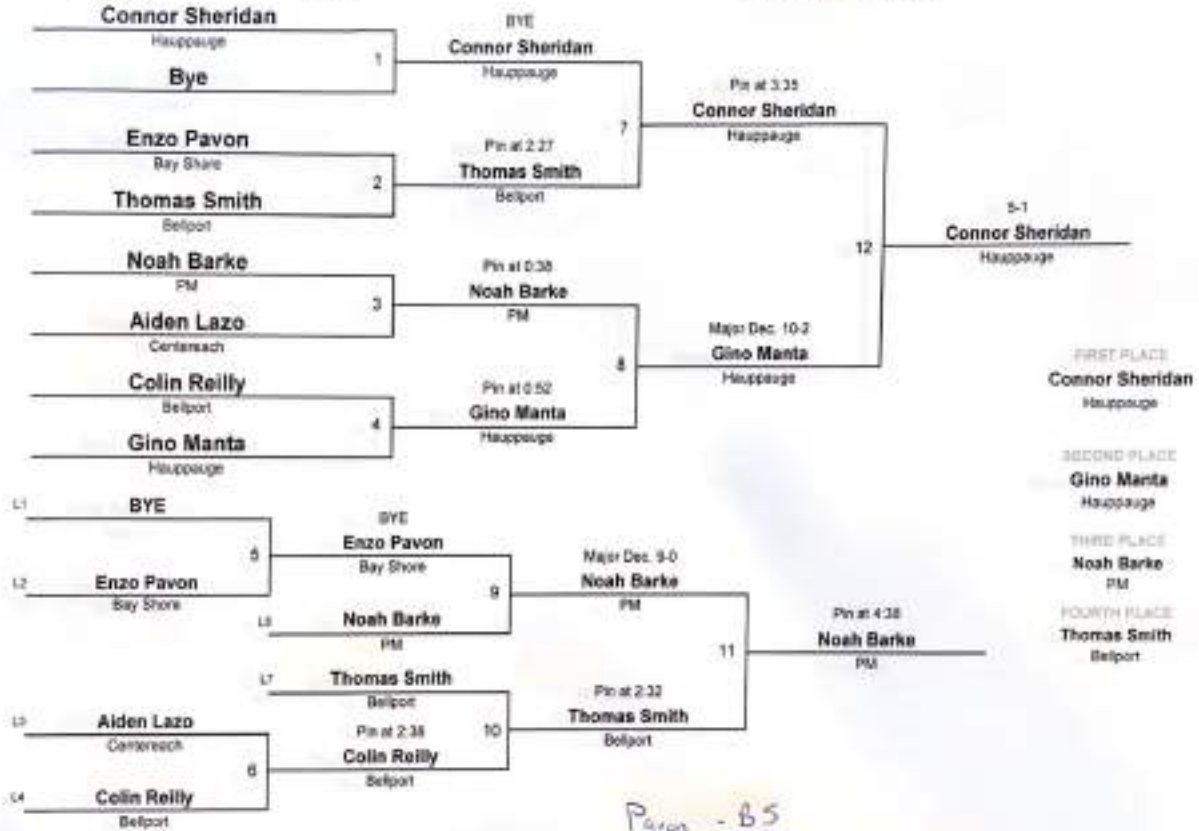 Connor Sheridan
Hauppauge
1
Bye
BYE
Connor Sheridan
Hauppauge
Enzo Pavon
Bay Shore
2
Thomas Smith
Bellport
Pin at 2:27
Thomas Smith
Bellport
7
Pin at 3:35
Connor Sheridan
Hauppauge
Noah Barke
PM
3
Aiden Lazo
Centereach
Pin at 0:38
Noah Barke
PM
Colin Reilly
Bellport
4
Gino Manta
Hauppauge
Pin at 0:52
Gino Manta
Hauppauge
8
Major Dec. 10-2
Gino Manta
Hauppauge
12
5-1
Connor Sheridan
Hauppauge
FIRST PLACE
Connor Sheridan
Hauppauge
SECOND PLACE
Gino Manta
Hauppauge
THIRD PLACE
Noah Barke
PM
FOURTH PLACE
Thomas Smith
Bellport
L1
BYE
5
L2
Enzo Pavon
Bay Shore
BYE
Enzo Pavon
Bay Shore
9
L8
Noah Barke
PM
Major Dec. 9-0
Noah Barke
PM
L7
Thomas Smith
Bellport
10
L3
Aiden Lazo
Centereach
6
L4
Colin Reilly
Bellport
Pin at 2:38
Colin Reilly
Bellport
Pin at 2:32
Thomas Smith
Bellport
11
Pin at 4:38
Noah Barke
PM
Pavon - BS